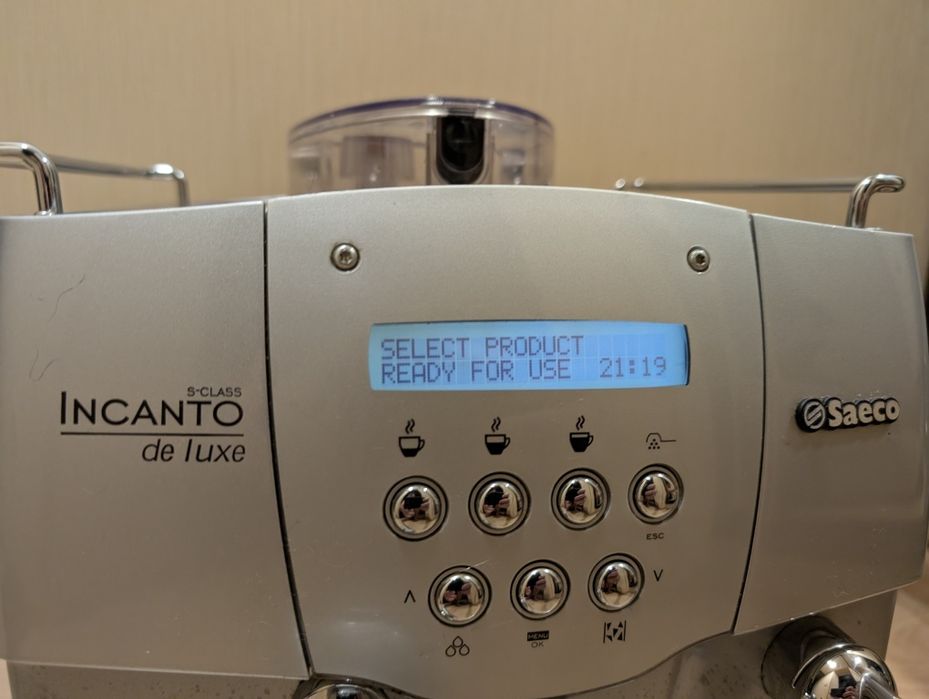 SELECT PRODUCT
READY FOR USE 21:19
S-CLASS
INCANTO
de luxe
Saeco
ESC
MENU
OK